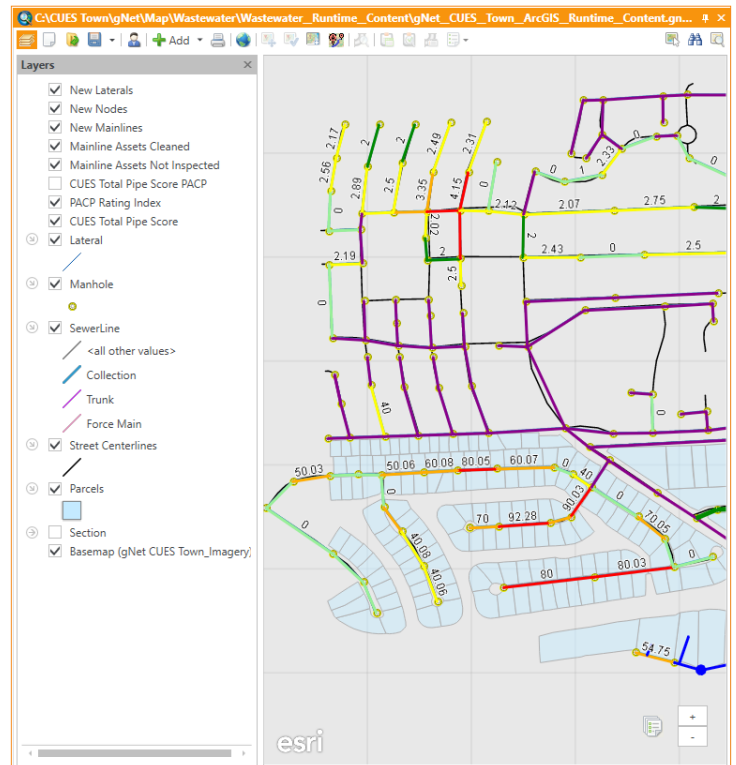 C:\CUES Town\gNet\Map\Wastewater\Wastewater_Runtime_Content\gNet_CUES_Town_ArcGIS_Runtime_Content.gn...
Add
Layers
New Laterals
New Nodes
New Mainlines
Mainline Assets Cleaned
Mainline Assets Not Inspected
CUES Total Pipe Score PACP
PACP Rating Index
CUES Total Pipe Score
Lateral
Manhole
SewerLine
<all other values>
Collection
Trunk
Force Main
Street Centerlines
Parcels
Section
Basemap (gNet CUES Town_Imagery)
2.17
2
2
2.49
2.31
0
1
2.33
0
2.56
2.89
2.5
3.35
4.15
0
2.12
2.07
2.75
2
0
2.02
2
2
2.43
0
2.5
2.19
2.5
0
40
0
50.03
50.06
60.08
80.05
60.07
0
40
0
0
70
92.28
90.03
0
70.05
40.08
40.06
80
80.03
0
54.75
esri
+
-